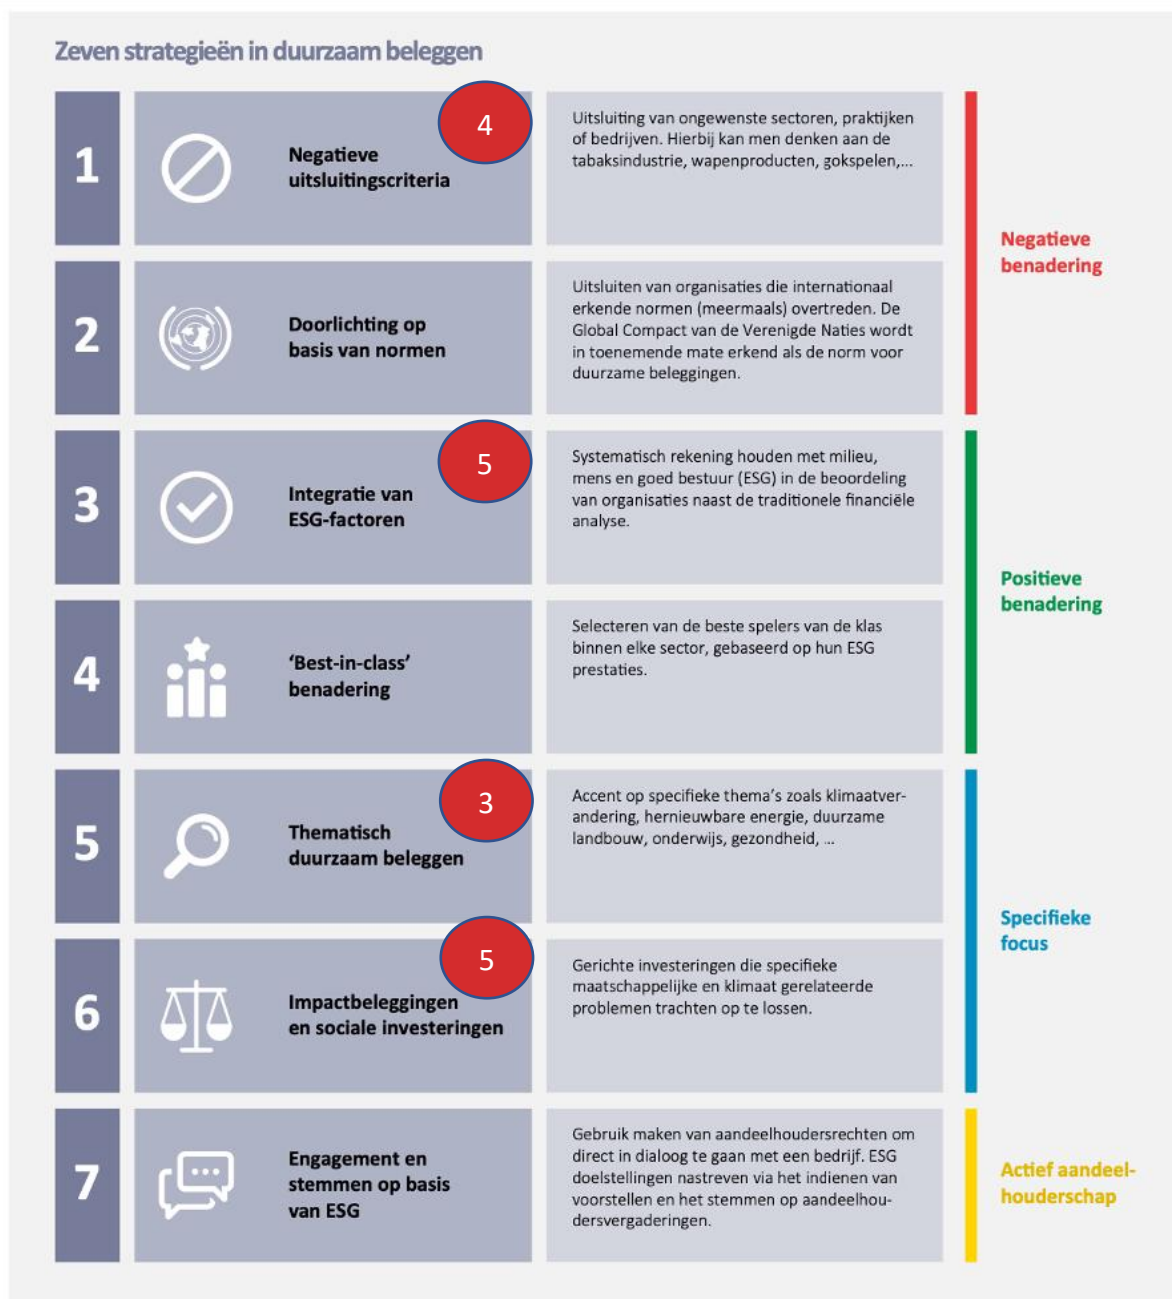 Zeven strategieën in duurzaam beleggen
1
Negatieve
uitsluitingscriteria
4
Uitsluiting van ongewenste sectoren, praktijken
of bedrijven. Hierbij kan men denken aan de
tabaksindustrie, wapenproducten, gokspelen,...
2
Doorlichting op
basis van normen
Uitsluiten van organisaties die internationaal
erkende normen (meermaals) overtreden. De
Global Compact van de Verenigde Naties wordt
in toenemende mate erkend als de norm voor
duurzame beleggingen.
Negatieve
benadering
3
Integratie van
ESG-factoren
5
Systematisch rekening houden met milieu,
mens en goed bestuur (ESG) in de beoordeling
van organisaties naast de traditionele financiële
analyse.
4
‘Best-in-class’
benadering
Selecteren van de beste spelers van de klas
binnen elke sector, gebaseerd op hun ESG
prestaties.
Positieve
benadering
5
Thematisch
duurzaam beleggen
3
Accent op specifieke thema’s zoals klimaatver-
andering, hernieuwbare energie, duurzame
landbouw, onderwijs, gezondheid, ...
6
Impactbeleggingen
en sociale investeringen
5
Gerichte investeringen die specifieke
maatschappelijke en klimaat gerelateerde
problemen trachten op te lossen.
Specifieke
focus
7
Engagement en
stemmen op basis
van ESG
Gebruik maken van aandeelhoudersrechten om
direct in dialoog te gaan met een bedrijf. ESG
doelstellingen nastreven via het indienen van
voorstellen en het stemmen op aandeelhou-
dersvergaderingen.
Actief aandeel-
houderschap